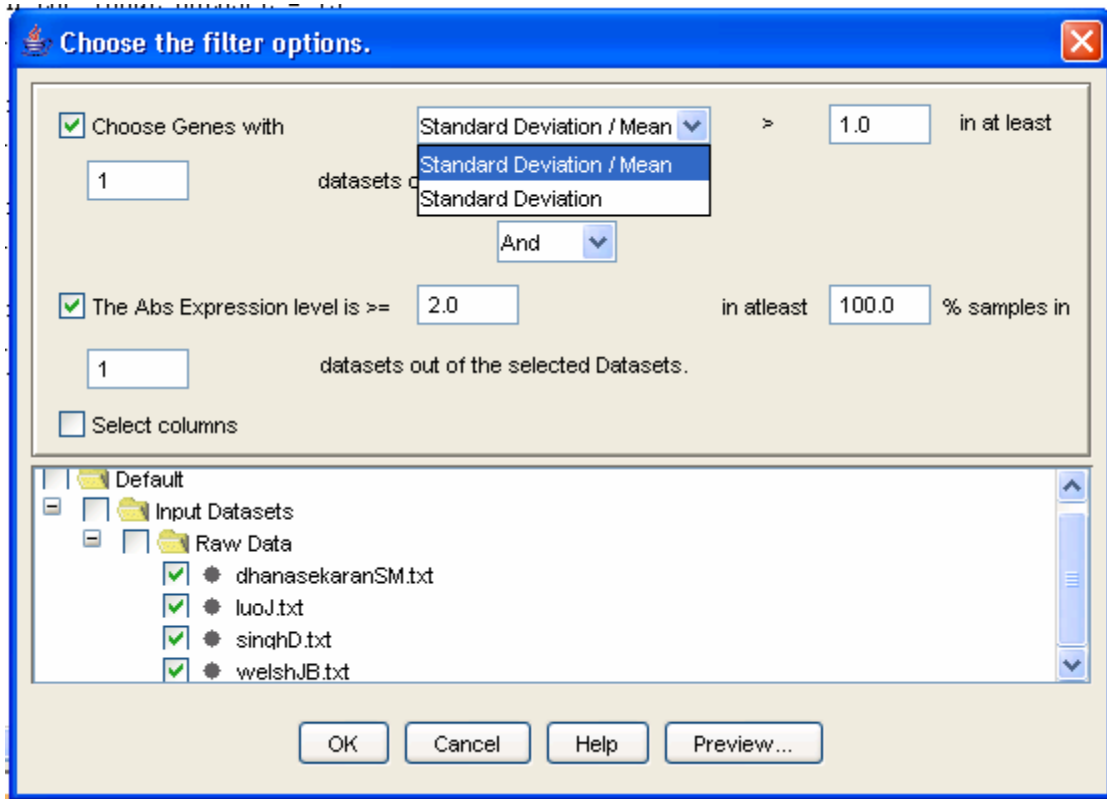 Choose the filter options.
Choose Genes with Standard Deviation / Mean > 1.0 in at least
Standard Deviation / Mean
1 datasets
Standard Deviation
And
The Abs Expression level is >= 2.0 in atleast 100.0 % samples in
1 datasets out of the selected Datasets.
Select columns
Default
Input Datasets
Raw Data
dhanasekaranSM.txt
luoJ.txt
singhD.txt
welshJB.txt
OK Cancel Help Preview...